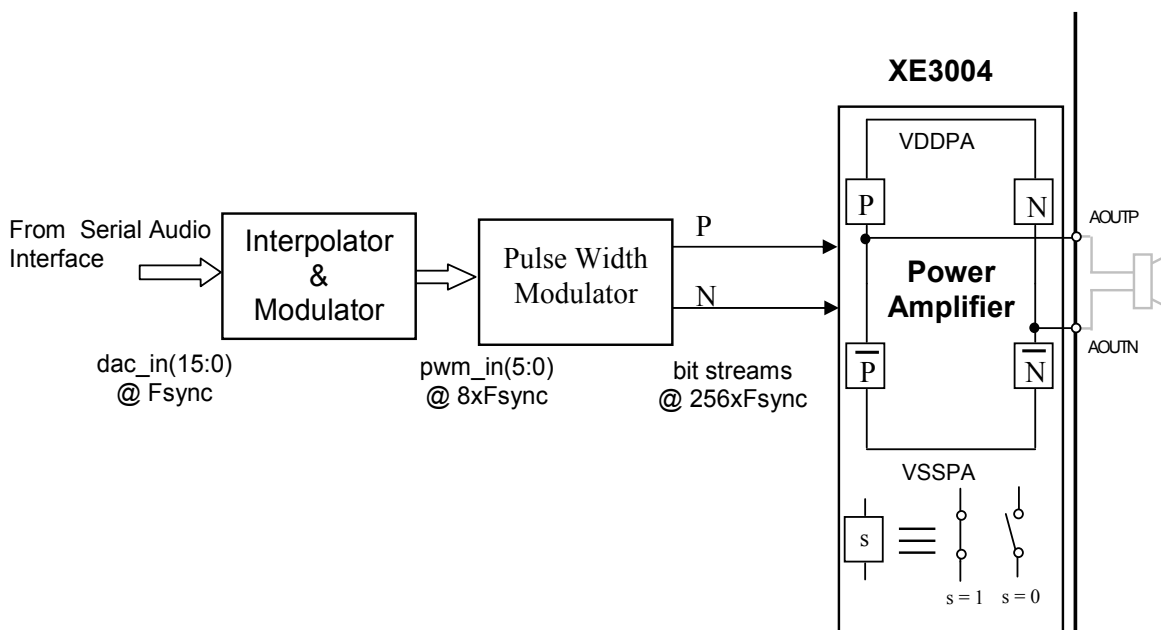 XE3004
VDDPA
P
N
From Serial Audio
Interface
Interpolator
&
Modulator
Pulse Width
Modulator
P
N
Power
Amplifier
AOUTP
AOUTN
P̅
N̅
dac_in(15:0)
@ Fsync
pwm_in(5:0)
@ 8xFsync
bit streams
@ 256xFsync
VSSPA
s
s = 1
s = 0